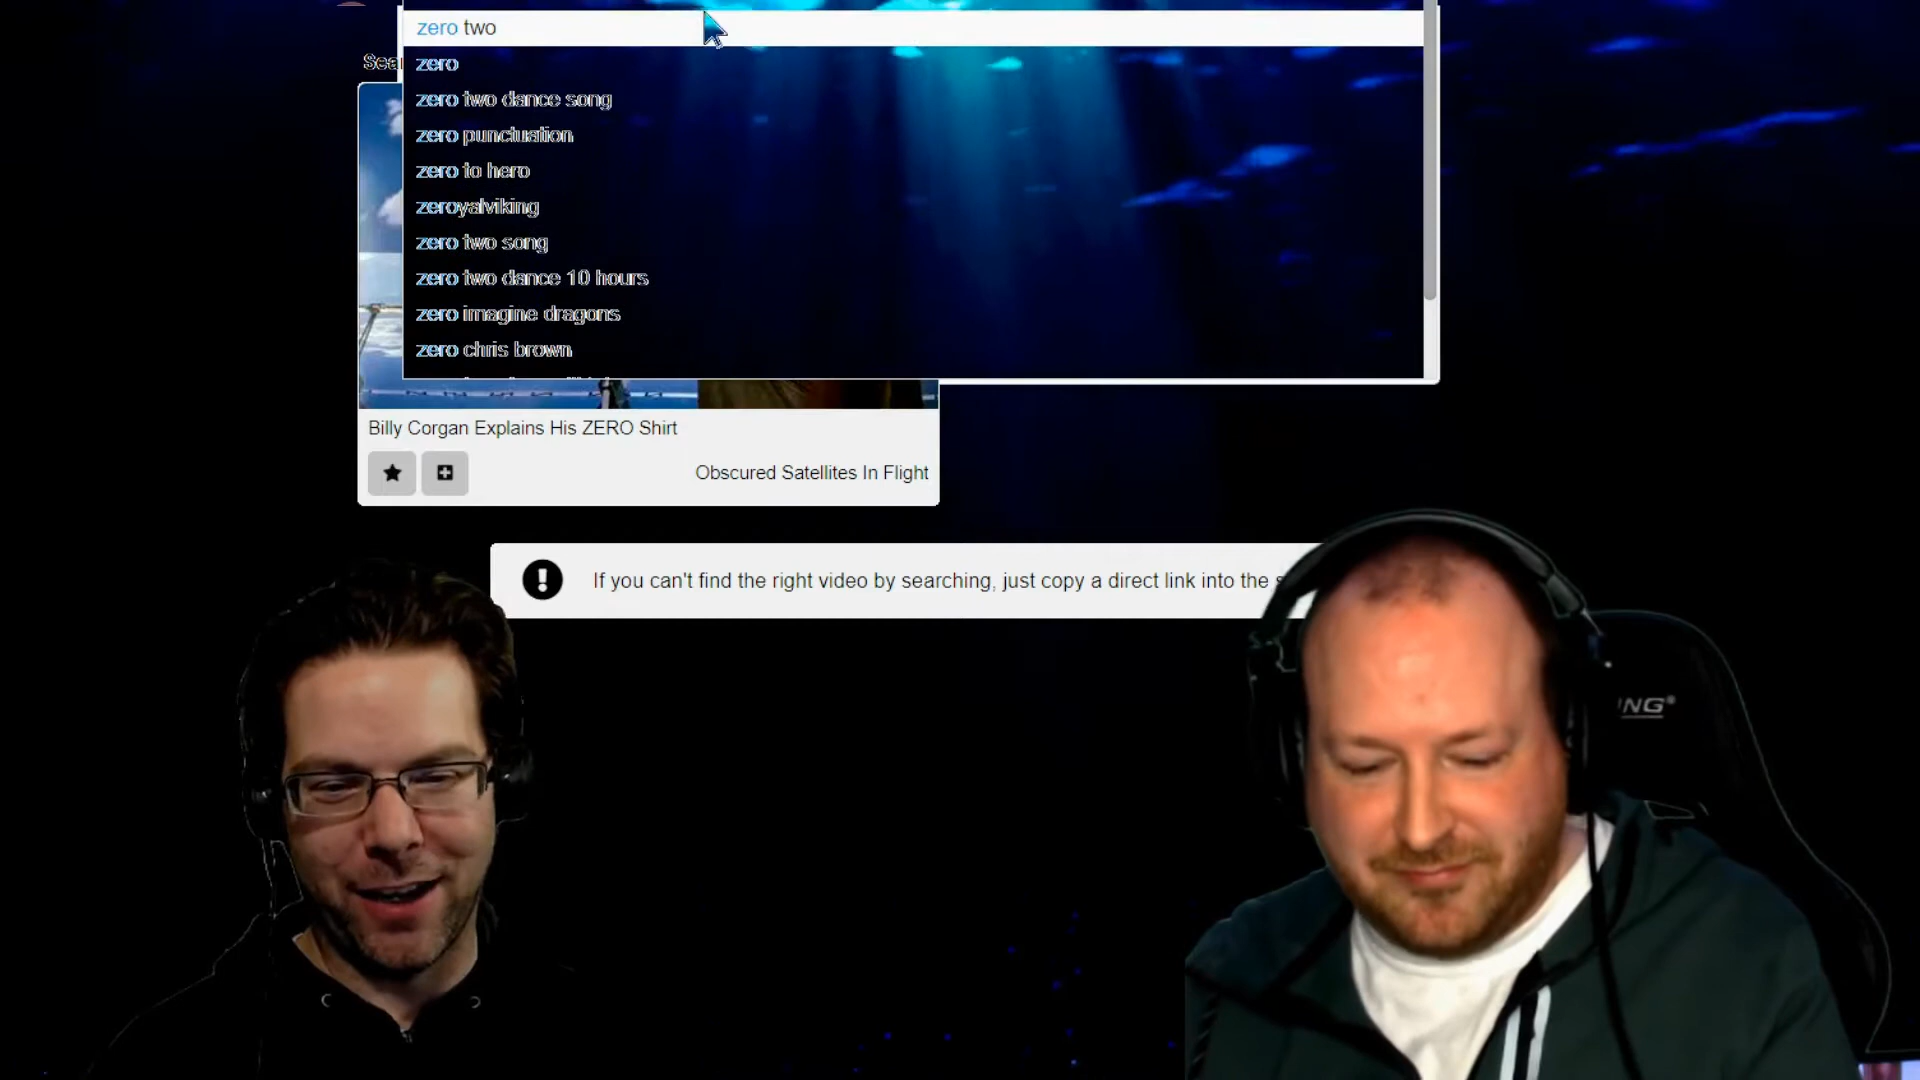 zero two
Sea
zero
zero two dance song
zero punctuation
zero to hero
zeroyalviking
zero two song
zero two dance 10 hours
zero imagine dragons
zero chris brown
Billy Corgan Explains His ZERO Shirt
Obscured Satellites In Flight
If you can't find the right video by searching, just copy a direct link into the
ING®